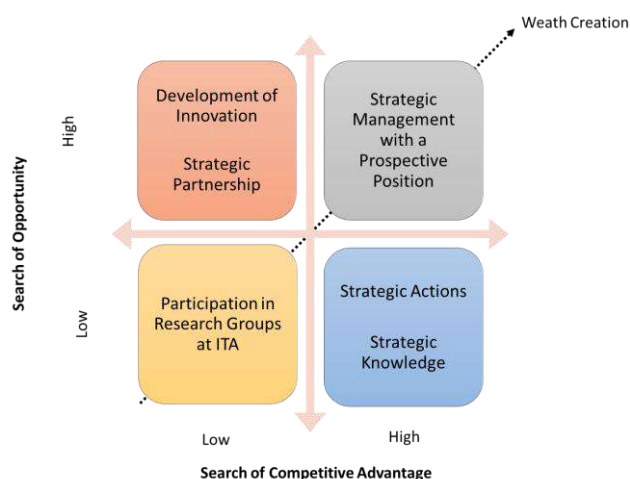 Weath Creation
Development of
Innovation
Strategic
Partnership
Strategic
Management
with a
Prospective
Position
High
Search of Opportunity
Low
Participation in
Research Groups
at ITA
Strategic Actions
Strategic
Knowledge
Low
High
Search of Competitive Advantage